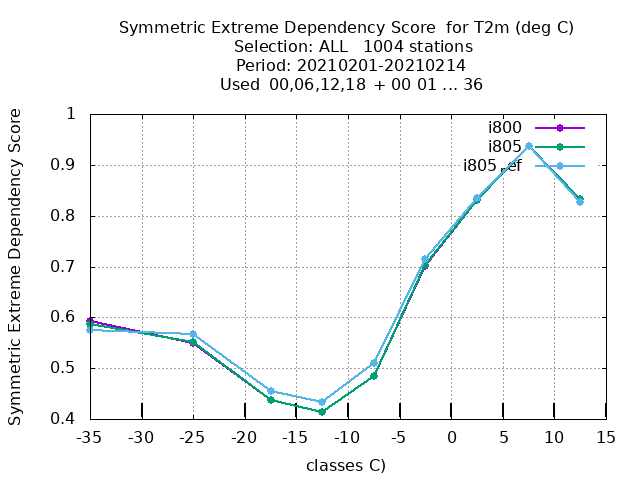 Symmetric Extreme Dependency Score for T2m (deg C)
Selection: ALL 1004 stations
Period: 20210201-20210214
Used 00,06,12,18 + 00 01 ... 36
Symmetric Extreme Dependency Score
1
0.9
0.8
0.7
0.6
0.5
0.4
i800
i805
-35 -30 -25 -20 -15 -10 -5 0 5 10 15
classes C)